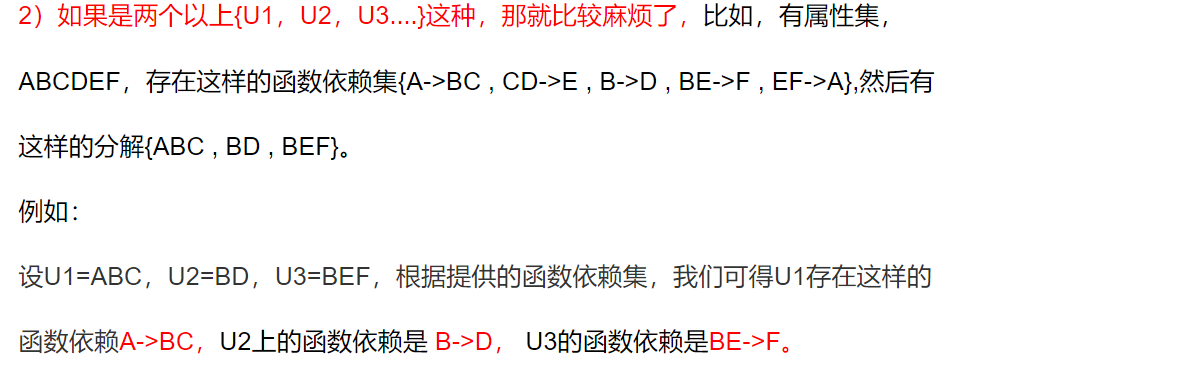 2）如果是两个以上{U1，U2，U3....}这种，那就比较麻烦了，比如，有属性集，
ABCDEF，存在这样的函数依赖集{A->BC , CD->E , B->D , BE->F , EF->A},然后有
这样的分解{ABC , BD , BEF}。
例如：
设U1=ABC，U2=BD，U3=BEF，根据提供的函数依赖集，我们可得U1存在这样的
函数依赖A->BC，U2上的函数依赖是 B->D， U3的函数依赖是BE->F。